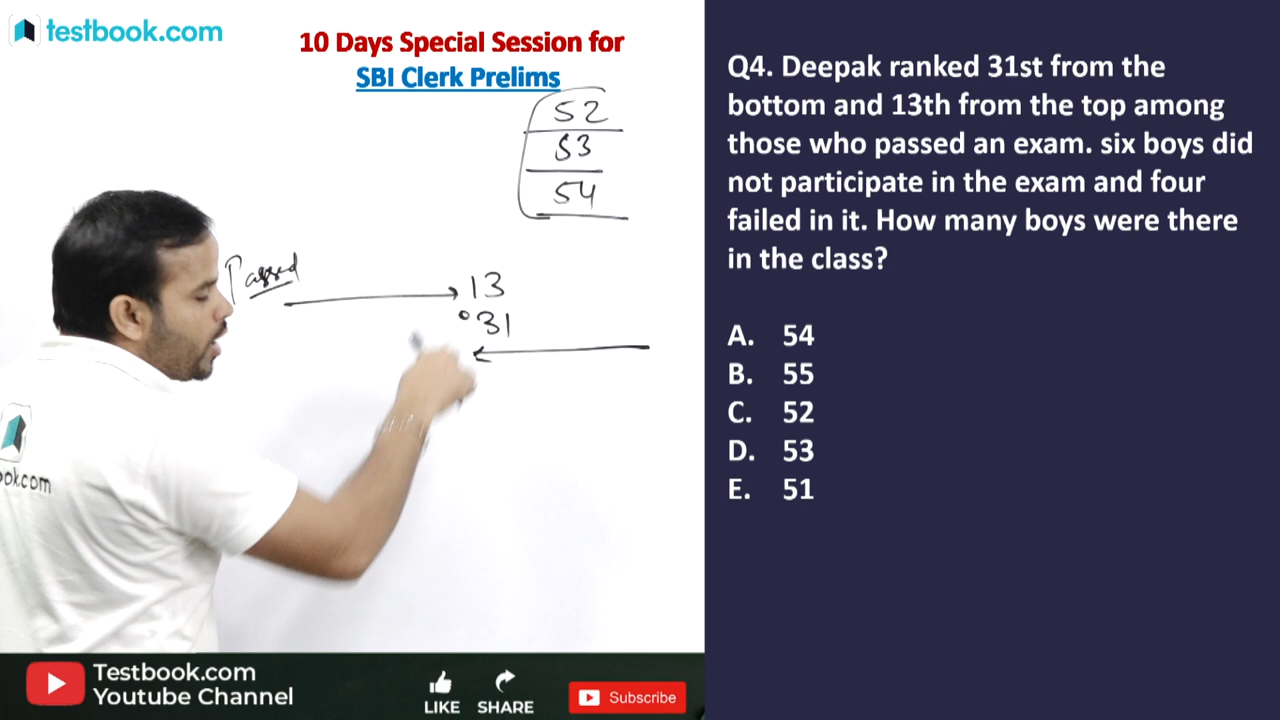 testbook.com
10 Days Special Session for
SBI Clerk Prelims
52
53
54
Passed
13
31
ook.com
Q4. Deepak ranked 31st from the
bottom and 13th from the top among
those who passed an exam. six boys did
not participate in the exam and four
failed in it. How many boys were there
in the class?
A. 54
B. 55
C. 52
D. 53
E. 51
Testbook.com
Youtube Channel
LIKE
SHARE
Subscribe